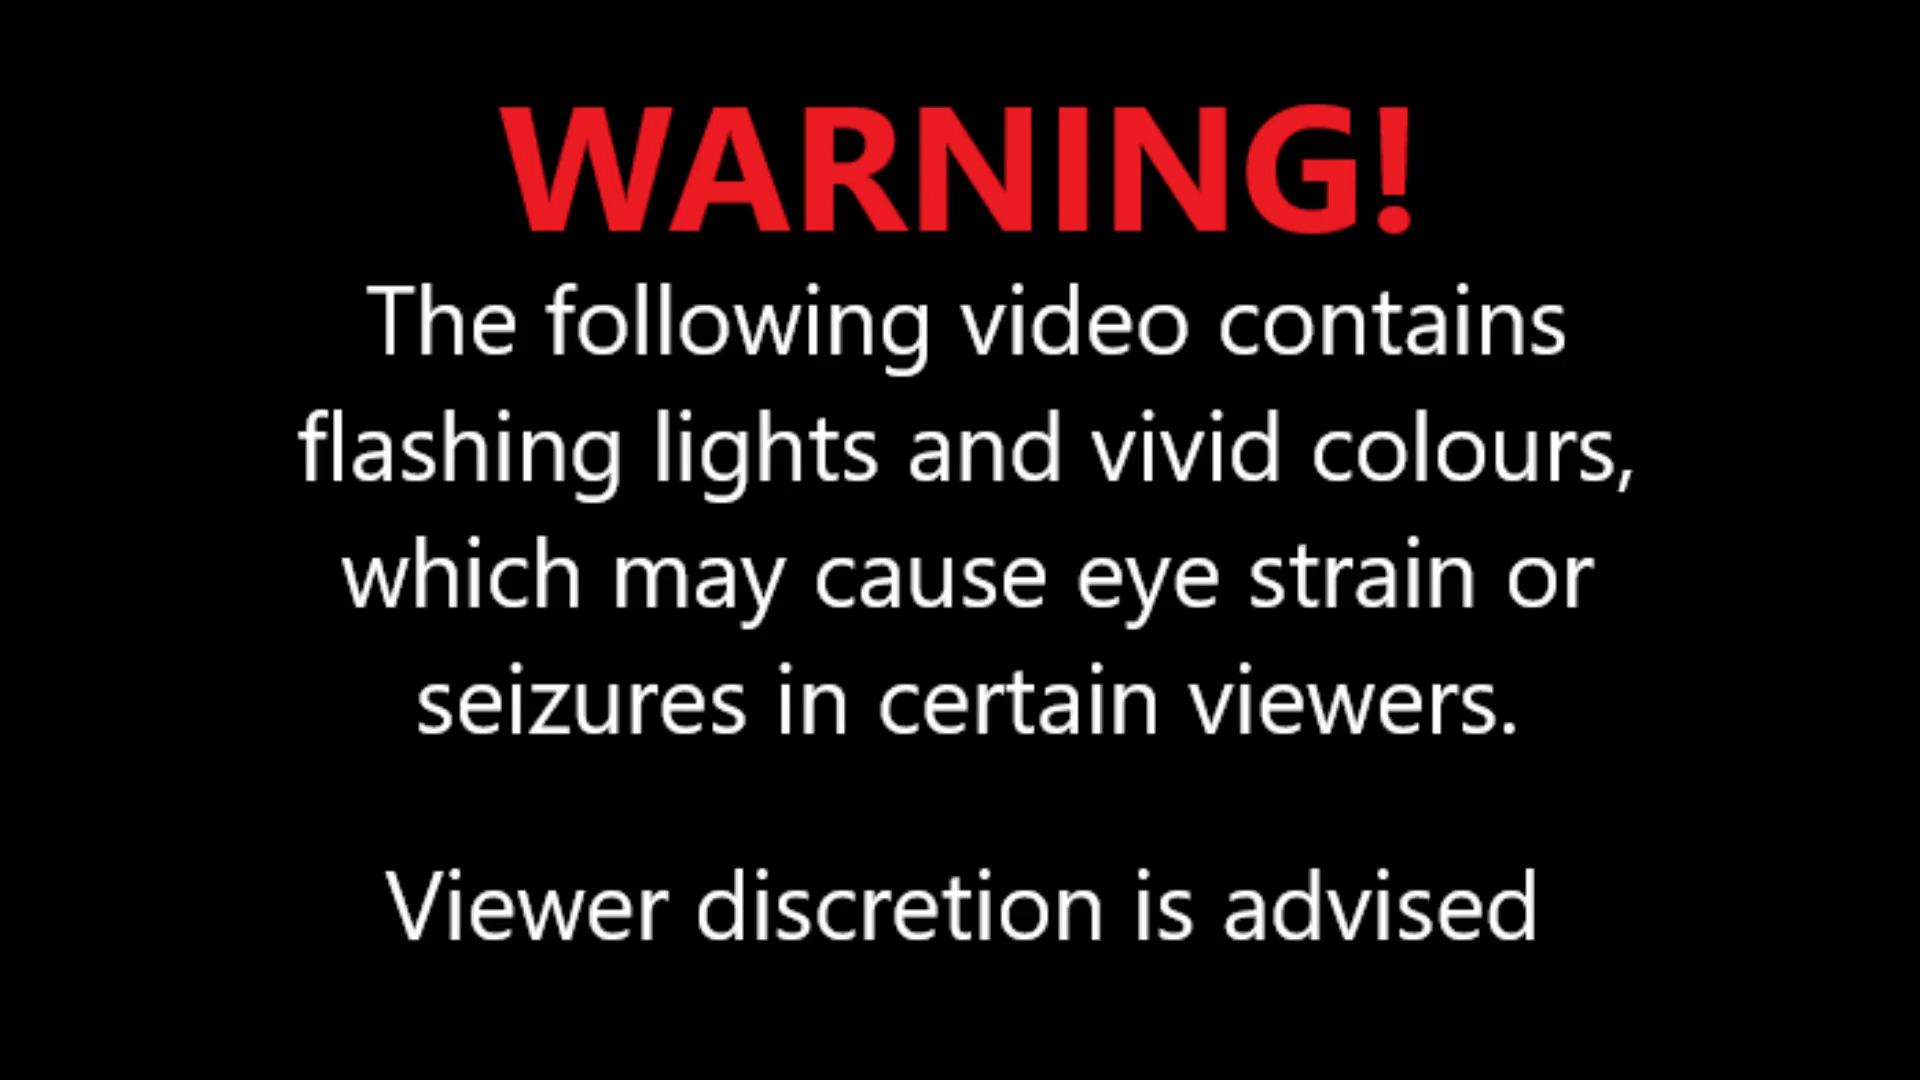 WARNING!
The following video contains
flashing lights and vivid colours,
which may cause eye strain or
seizures in certain viewers.
Viewer discretion is advised